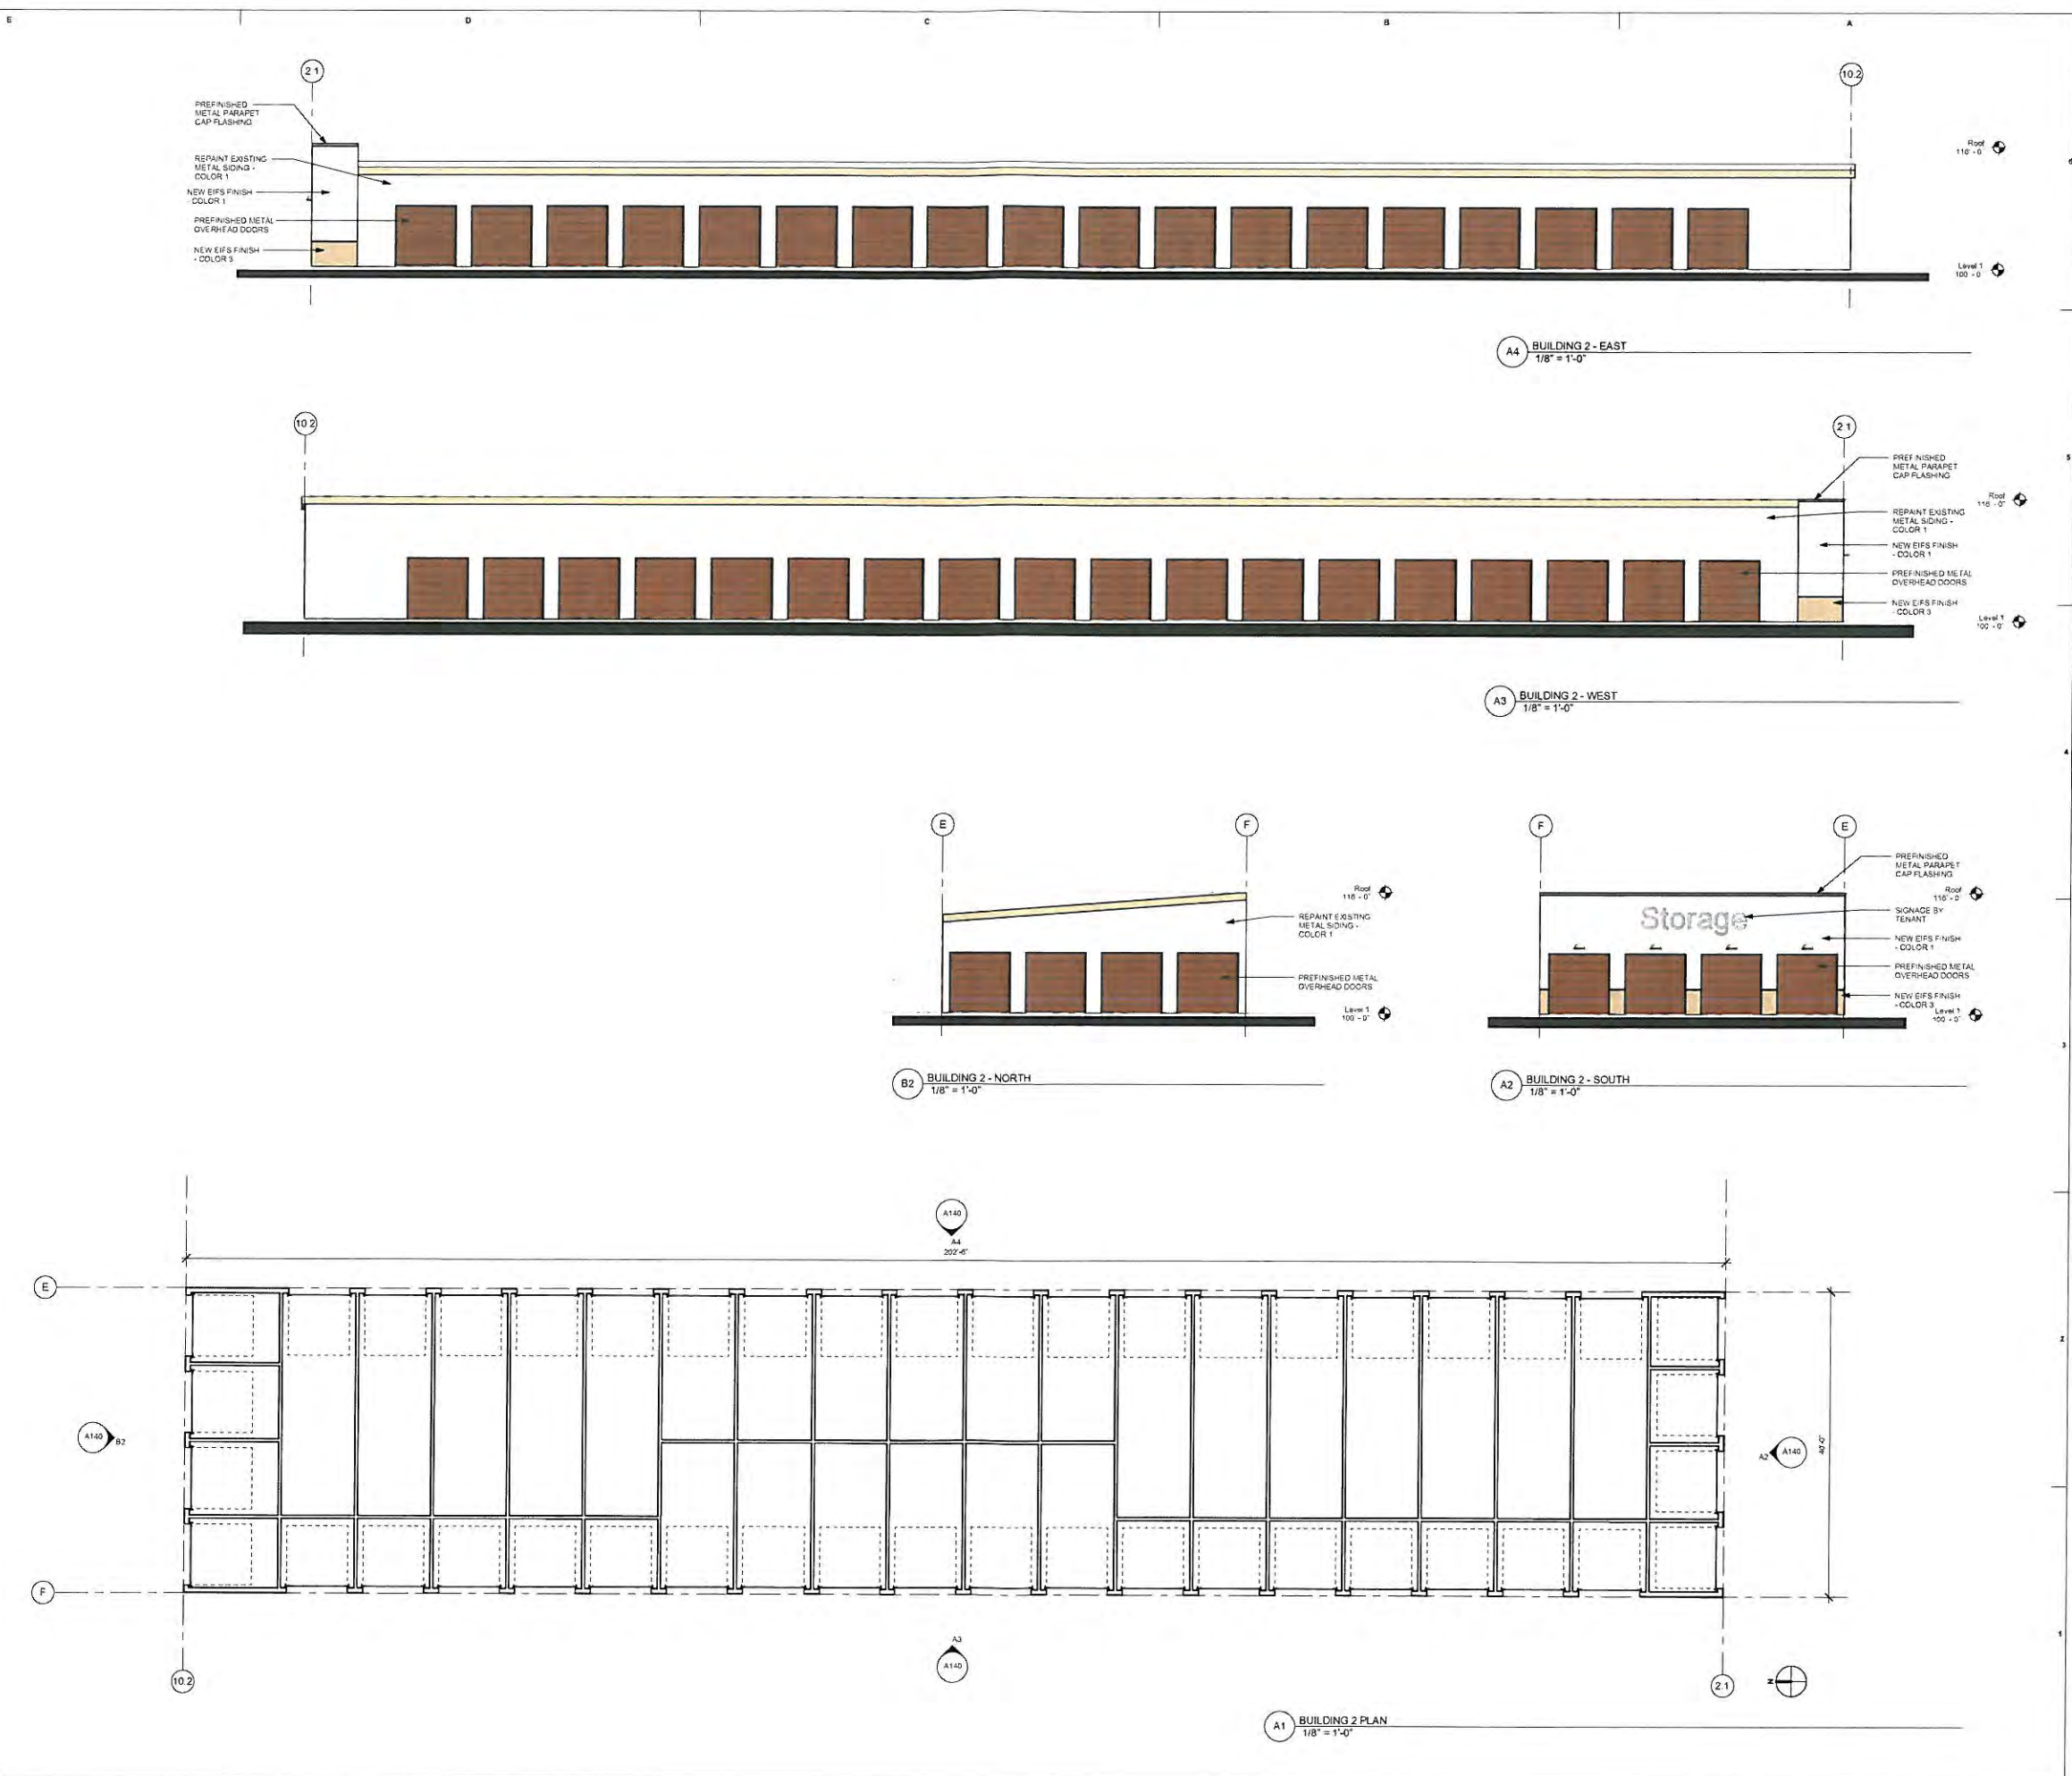 E
D
C
B
A
2.1
10.2
PREFINISHED
METAL PARAPET
CAP FLASHING
REPAINT EXISTING
METAL SIDING -
COLOR 1
NEW EIFS FINISH
- COLOR 1
PREFINISHED METAL
OVERHEAD DOORS
NEW EIFS FINISH
- COLOR 3
Roof
116' - 0"
Level 1
100' - 0"
6
A4
BUILDING 2 - EAST
1/8" = 1'-0"
10.2
2.1
PREFINISHED
METAL PARAPET
CAP FLASHING
REPAINT EXISTING
METAL SIDING -
COLOR 1
NEW EIFS FINISH
- COLOR 1
PREFINISHED METAL
OVERHEAD DOORS
NEW EIFS FINISH
- COLOR 3
Roof
116' - 0"
Level 1
100' - 0"
5
A3
BUILDING 2 - WEST
1/8" = 1'-0"
4
E
F
Roof
116' - 0"
REPAINT EXISTING
METAL SIDING -
COLOR 1
PREFINISHED METAL
OVERHEAD DOORS
Level 1
100' - 0"
B2
BUILDING 2 - NORTH
1/8" = 1'-0"
F
E
Storage
PREFINISHED
METAL PARAPET
CAP FLASHING
Roof
116' - 0"
SIGNAGE BY
TENANT
NEW EIFS FINISH
- COLOR 1
PREFINISHED METAL
OVERHEAD DOORS
NEW EIFS FINISH
- COLOR 3
Level 1
100' - 0"
3
A2
BUILDING 2 - SOUTH
1/8" = 1'-0"
A140
A4
202'-6"
E
F
A140
B2
A2
A140
40'-0"
2
A3
A140
1
10.2
2.1
N
A1
BUILDING 2 PLAN
1/8" = 1'-0"